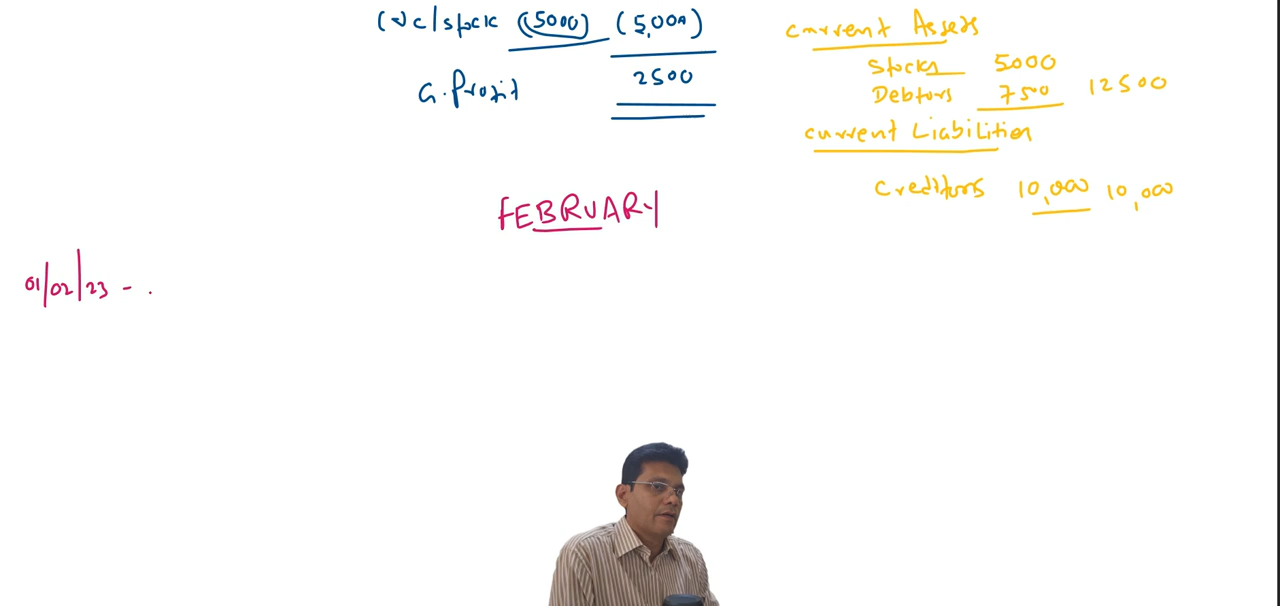 (-) c/stock (5000) (5,000)
G. Profit 2500
Current Assets
Stocks 5000
Debtors 7500 12500
Current Liabilities
Creditors 10,000 10,000
FEBRUARY
01/02/23 -